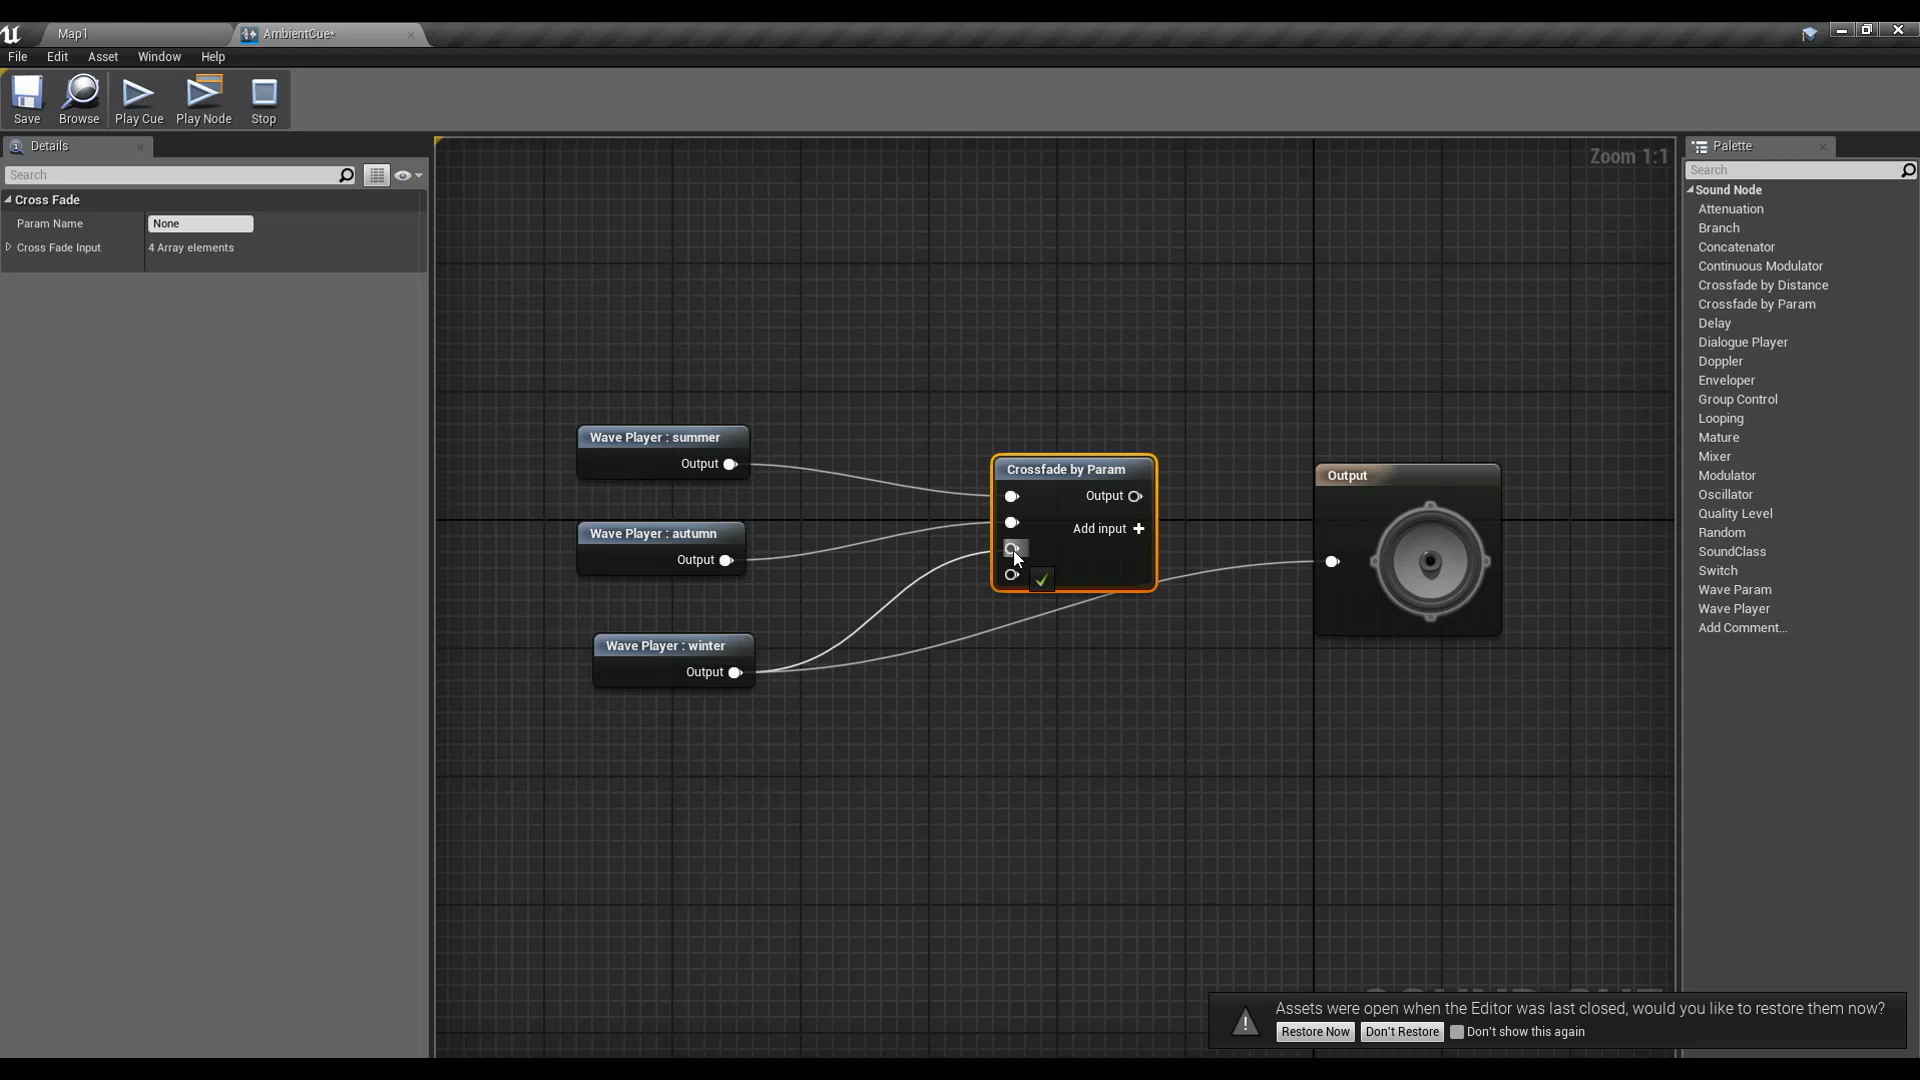 Map1
AmbientCue*
File Edit Asset Window Help
Save Browse Play Cue Play Node Stop
Details
Search
Cross Fade
Param Name None
Cross Fade Input 4 Array elements
Zoom 1:1
Wave Player : summer
Output
Wave Player : autumn
Output
Wave Player : winter
Output
Crossfade by Param
Output
Add input
Output
Palette
Search
Sound Node
Attenuation
Branch
Concatenator
Continuous Modulator
Crossfade by Distance
Crossfade by Param
Delay
Dialogue Player
Doppler
Enveloper
Group Control
Looping
Mature
Mixer
Modulator
Oscillator
Quality Level
Random
SoundClass
Switch
Wave Param
Wave Player
Add Comment...
Assets were open when the Editor was last closed, would you like to restore them now?
Restore Now Don't Restore Don't show this again